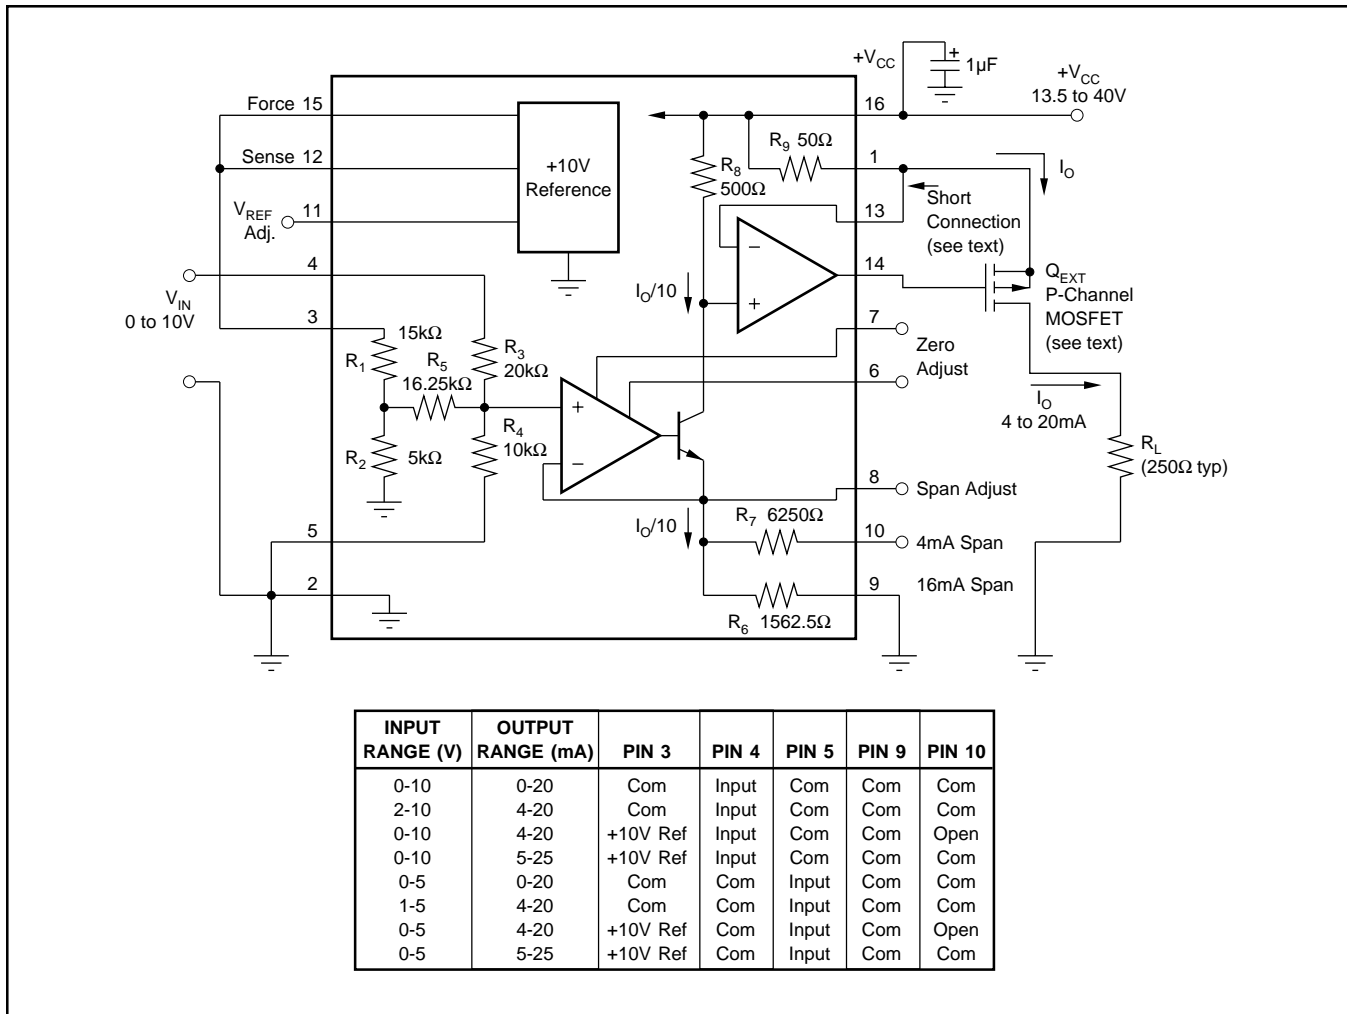 +V_CC
+
1µF
+V_CC
13.5 to 40V
Force 15
16
R_9 50Ω
Sense 12
+10V
Reference
R_8
500Ω
1
I_O
V_REF
Adj.
11
13
Short
Connection
(see text)
4
I_O/10
−
+
14
Q_EXT
P-Channel
MOSFET
(see text)
V_IN
0 to 10V
3
15kΩ
R_1
R_5
16.25kΩ
R_3
20kΩ
7
Zero
Adjust
6
R_2
5kΩ
R_4
10kΩ
+
−
I_O
4 to 20mA
R_L
(250Ω typ)
8
Span Adjust
I_O/10
R_7 6250Ω
5
10
4mA Span
2
9
16mA Span
R_6 1562.5Ω
INPUT RANGE (V) OUTPUT RANGE (mA) PIN 3 PIN 4 PIN 5 PIN 9 PIN 10
0-10 0-20 Com Input Com Com Com
2-10 4-20 Com Input Com Com Com
0-10 4-20 +10V Ref Input Com Com Open
0-10 5-25 +10V Ref Input Com Com Com
0-5 0-20 Com Com Input Com Com
1-5 4-20 Com Com Input Com Com
0-5 4-20 +10V Ref Com Input Com Open
0-5 5-25 +10V Ref Com Input Com Com